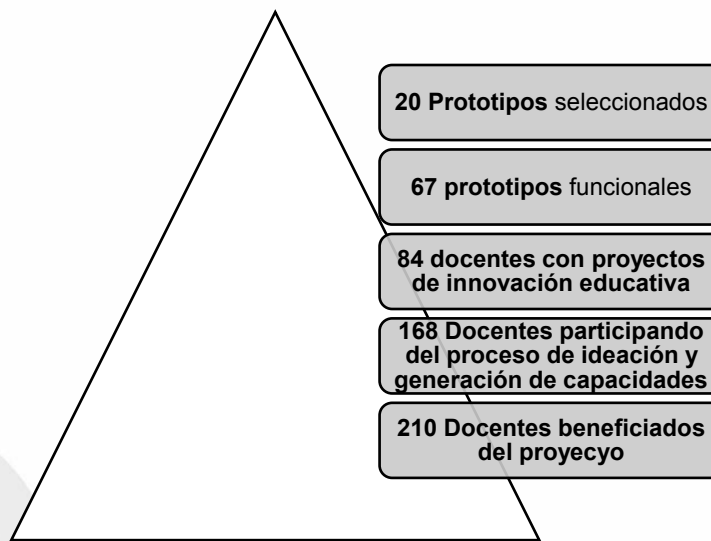 20 Prototipos seleccionados
67 prototipos funcionales
84 docentes con proyectos
de innovación educativa
168 Docentes participando
del proceso de ideación y
generación de capacidades
210 Docentes beneficiados
del proyecyo